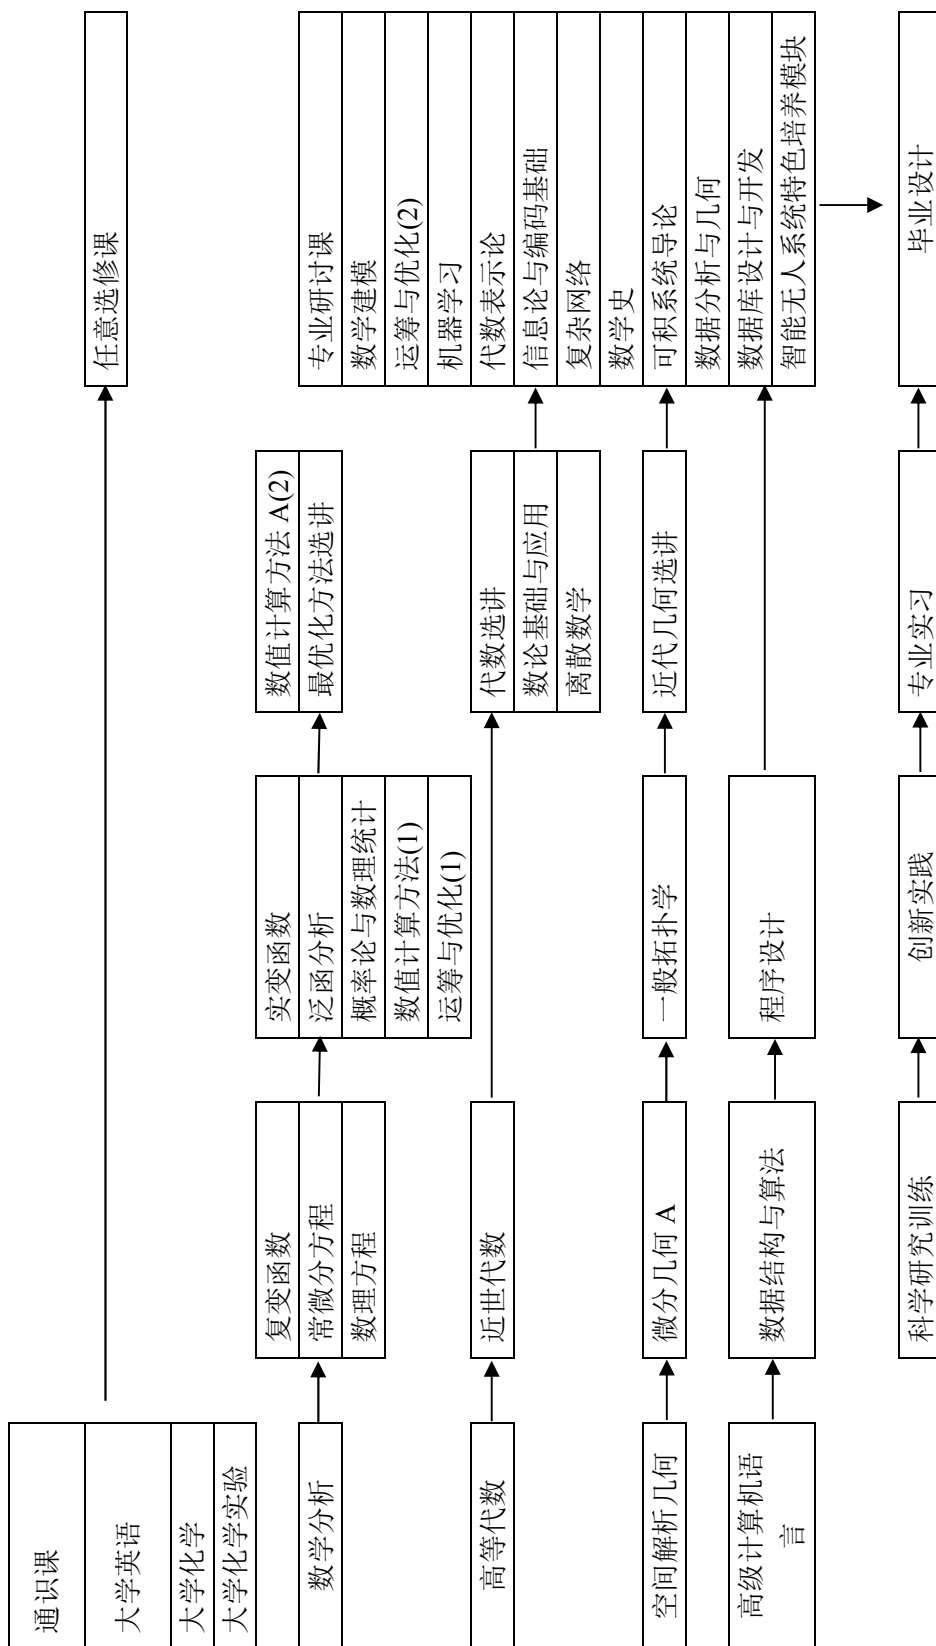 通识课
大学英语
大学化学
大学化学实验
任意选修课
数学分析
复变函数
常微分方程
数理方程
实变函数
泛函分析
概率论与数理统计
数值计算方法(1)
运筹与优化(1)
数值计算方法 A(2)
最优化方法选讲
高等代数
近世代数
代数选讲
数论基础与应用
离散数学
空间解析几何
微分几何 A
一般拓扑学
近代几何选讲
高级计算机语
言
数据结构与算法
程序设计
专业研讨课
数学建模
运筹与优化(2)
机器学习
代数表示论
信息论与编码基础
复杂网络
数学史
可积系统导论
数据分析与几何
数据库设计与开发
智能无人系统特色培养模块
科学研究训练
创新实践
专业实习
毕业设计